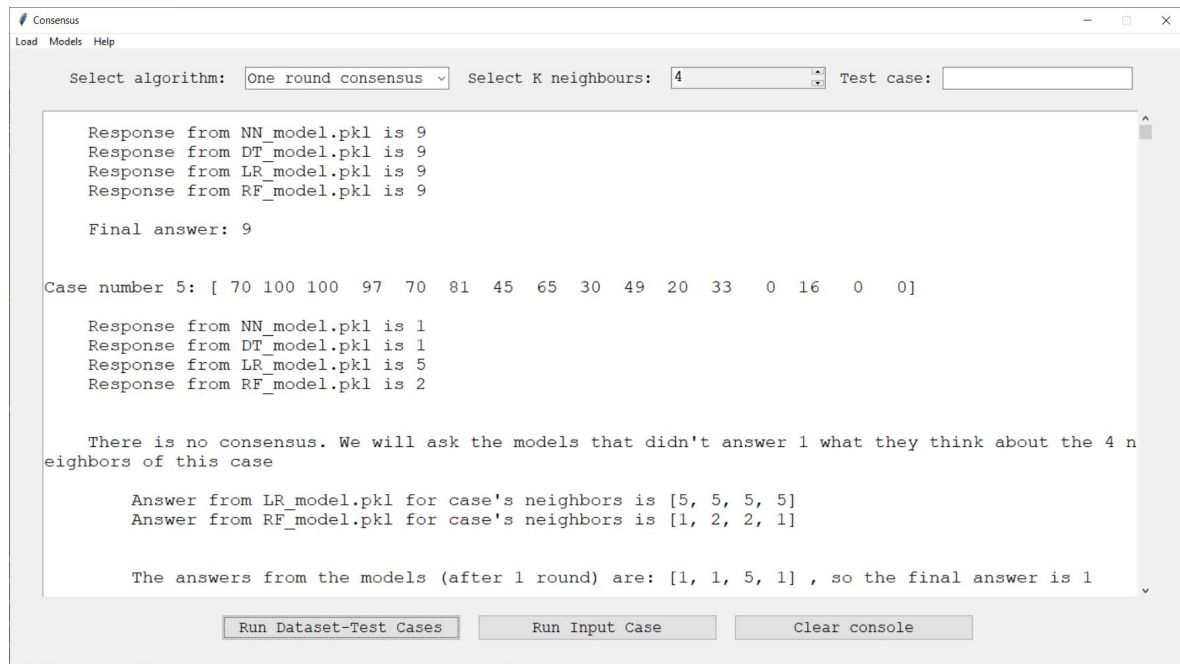 Consensus
Load Models Help
Select algorithm: One round consensus Select K neighbours: 4 Test case:
Response from NN_model.pkl is 9
Response from DT_model.pkl is 9
Response from LR_model.pkl is 9
Response from RF_model.pkl is 9
Final answer: 9
Case number 5: [ 70 100 100  97  70  81  45  65  30  49  20  33   0  16   0   0]
Response from NN_model.pkl is 1
Response from DT_model.pkl is 1
Response from LR_model.pkl is 5
Response from RF_model.pkl is 2
There is no consensus. We will ask the models that didn't answer 1 what they think about the 4 n
eighbors of this case
Answer from LR_model.pkl for case's neighbors is [5, 5, 5, 5]
Answer from RF_model.pkl for case's neighbors is [1, 2, 2, 1]
The answers from the models (after 1 round) are: [1, 1, 5, 1] , so the final answer is 1
Run Dataset-Test Cases Run Input Case Clear console